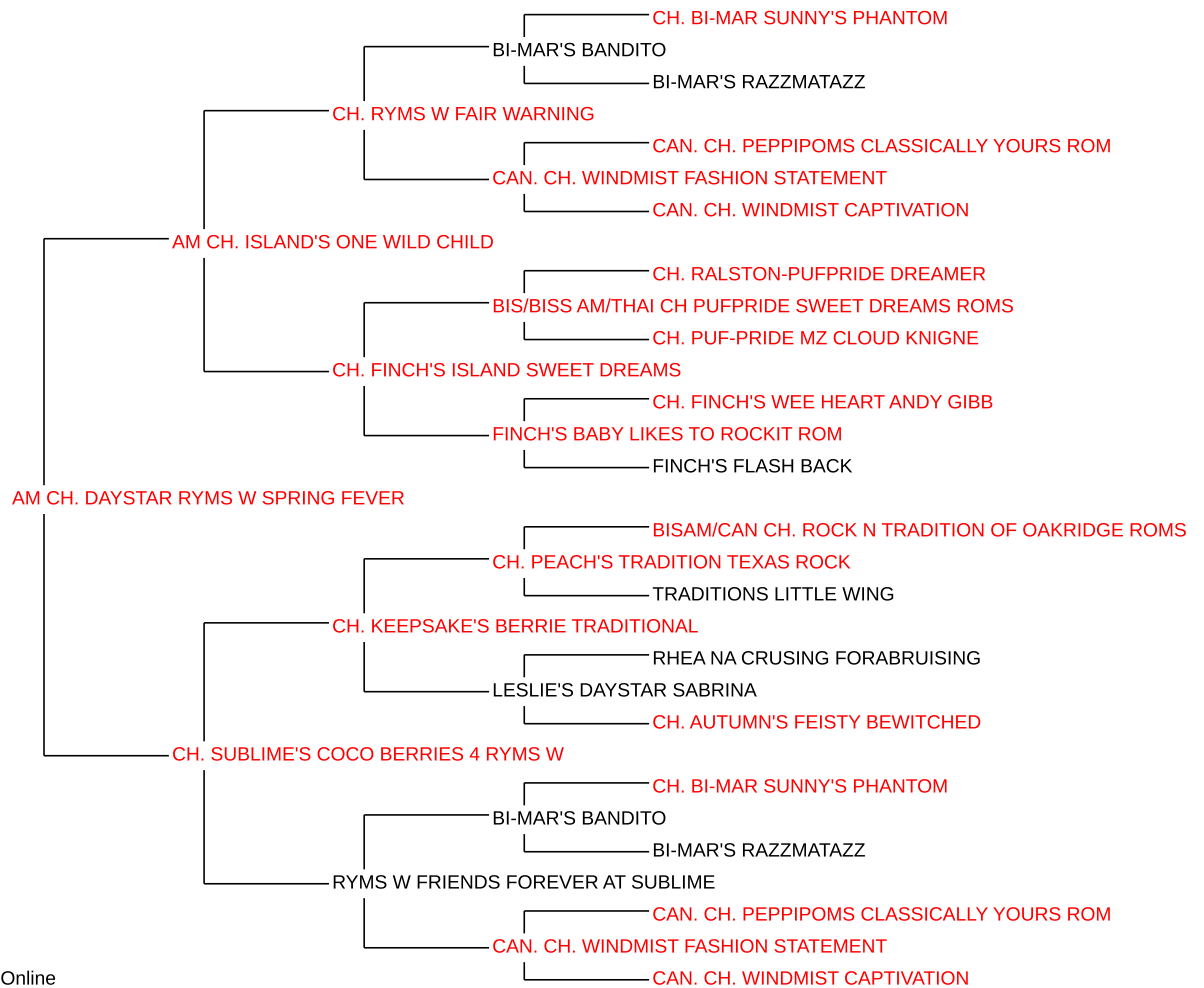 CH. BI-MAR SUNNY'S PHANTOM
BI-MAR'S BANDITO
BI-MAR'S RAZZMATAZZ
CH. RYMS W FAIR WARNING
CAN. CH. PEPPIPOMS CLASSICALLY YOURS ROM
CAN. CH. WINDMIST FASHION STATEMENT
CAN. CH. WINDMIST CAPTIVATION
AM CH. ISLAND'S ONE WILD CHILD
CH. RALSTON-PUFPRIDE DREAMER
BIS/BISS AM/THAI CH PUFPRIDE SWEET DREAMS ROMS
CH. PUF-PRIDE MZ CLOUD KNIGNE
CH. FINCH'S ISLAND SWEET DREAMS
CH. FINCH'S WEE HEART ANDY GIBB
FINCH'S BABY LIKES TO ROCKIT ROM
FINCH'S FLASH BACK
AM CH. DAYSTAR RYMS W SPRING FEVER
BISAM/CAN CH. ROCK N TRADITION OF OAKRIDGE ROMS
CH. PEACH'S TRADITION TEXAS ROCK
TRADITIONS LITTLE WING
CH. KEEPSAKE'S BERRIE TRADITIONAL
RHEA NA CRUSING FORABRUISING
LESLIE'S DAYSTAR SABRINA
CH. AUTUMN'S FEISTY BEWITCHED
CH. SUBLIME'S COCO BERRIES 4 RYMS W
CH. BI-MAR SUNNY'S PHANTOM
BI-MAR'S BANDITO
BI-MAR'S RAZZMATAZZ
RYMS W FRIENDS FOREVER AT SUBLIME
CAN. CH. PEPPIPOMS CLASSICALLY YOURS ROM
CAN. CH. WINDMIST FASHION STATEMENT
CAN. CH. WINDMIST CAPTIVATION
Online